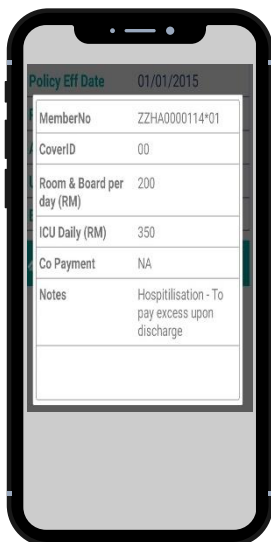 Policy Eff Date 01/01/2015
MemberNo ZZHA0000114*01
CoverID 00
Room & Board per 200
day (RM)
ICU Daily (RM) 350
Co Payment NA
Notes Hospitilisation - To
pay excess upon
discharge